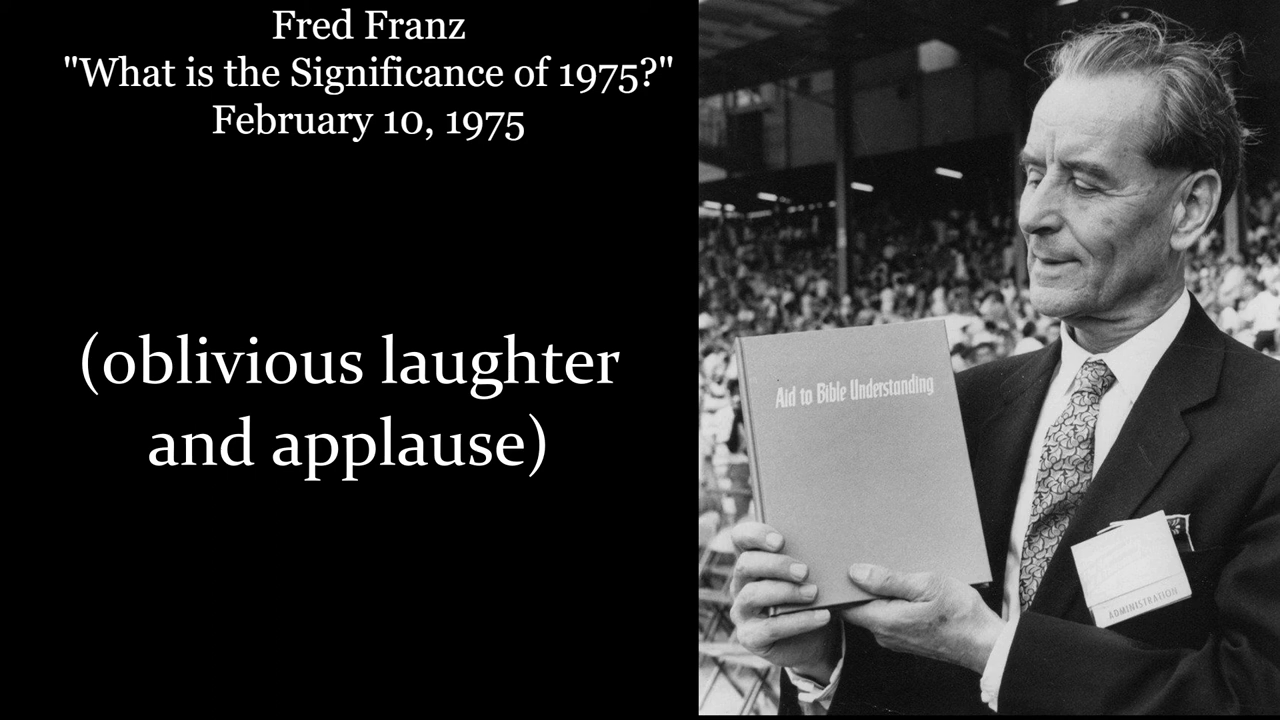 Fred Franz
"What is the Significance of 1975?"
February 10, 1975
(oblivious laughter
and applause)
Aid to Bible Understanding
ADMINISTRATION